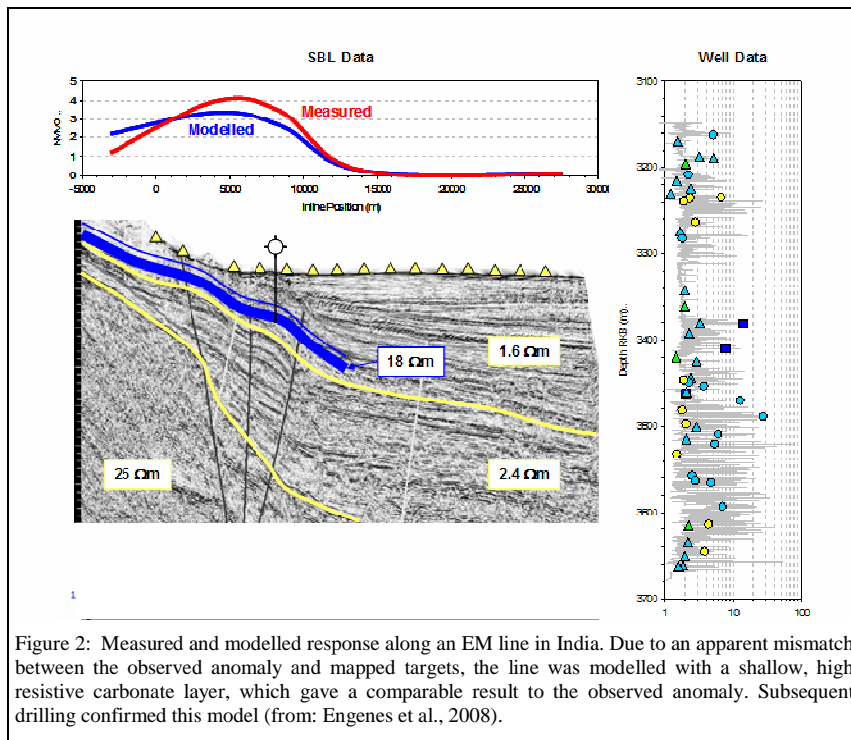 SBL Data
Well Data
5
4
3
2
1
0
Measured
Modelled
-5000 0 5000 10000 15000 20000 25000 30000
Inline Position (m)
3100
3200
3300
3400
3500
3600
3700
Depth RKB (m)
1 10 100
18 Ωm
1.6 Ωm
25 Ωm
2.4 Ωm
1
Figure 2: Measured and modelled response along an EM line in India. Due to an apparent mismatch
between the observed anomaly and mapped targets, the line was modelled with a shallow, high
resistive carbonate layer, which gave a comparable result to the observed anomaly. Subsequent
drilling confirmed this model (from: Engenes et al., 2008).